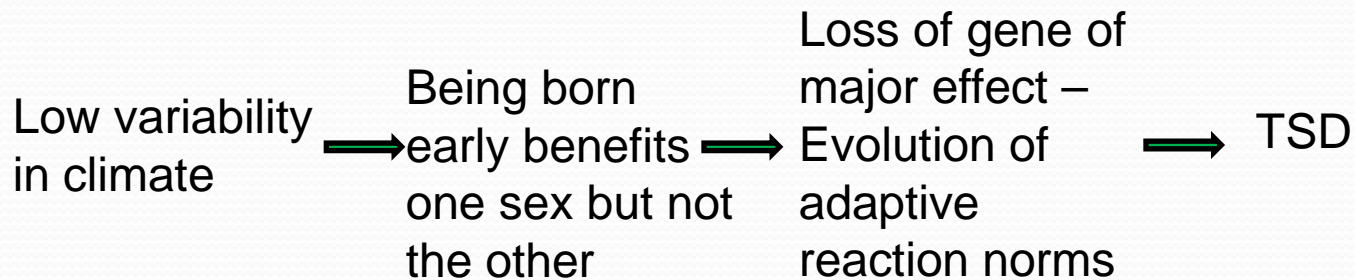 Low variability
in climate
Being born
early benefits
one sex but not
the other
Loss of gene of
major effect –
Evolution of
adaptive
reaction norms
TSD